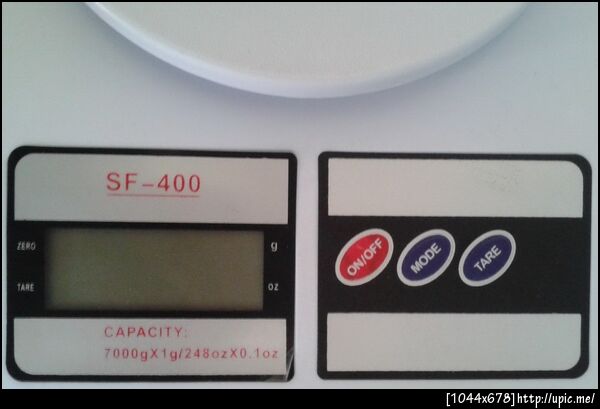 SF-400
ZERO
g
TARE
oz
CAPACITY:
7000gX1g/248ozX0.1oz
ON/OFF
MODE
TARE
[1044x678]http://upic.me/